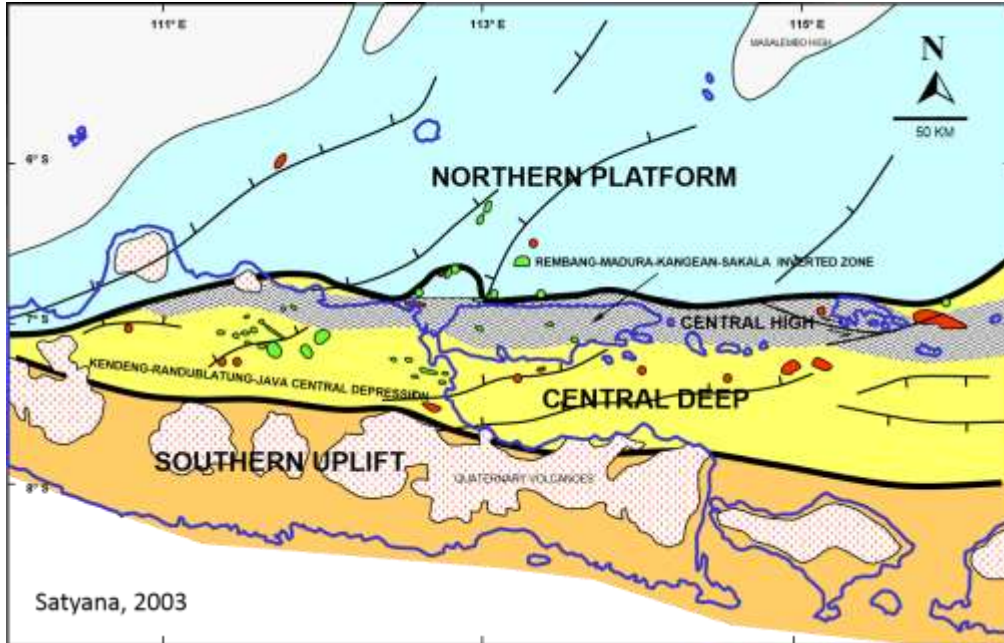 111° E
113° E
115° E
MASALEMBO HIGH
N
50 KM
6° S
NORTHERN PLATFORM
REMBANG-MADURA-KANGEAN-SAKALA INVERTED ZONE
7° S
CENTRAL HIGH
KENDENG-RANDUBLATUNG-JAVA CENTRAL DEPRESSION
CENTRAL DEEP
SOUTHERN UPLIFT
QUATERNARY VOLCANOES
8° S
Satyana, 2003